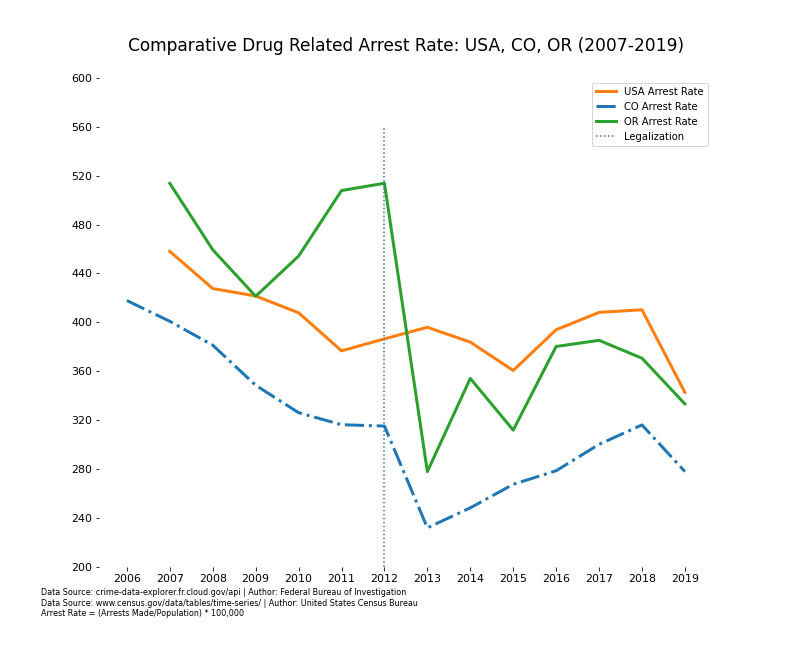 Comparative Drug Related Arrest Rate: USA, CO, OR (2007-2019)
600
560
520
480
440
400
360
320
280
240
200
USA Arrest Rate
CO Arrest Rate
OR Arrest Rate
Legalization
2006 2007 2008 2009 2010 2011 2012 2013 2014 2015 2016 2017 2018 2019
Data Source: crime-data-explorer.fr.cloud.gov/api | Author: Federal Bureau of Investigation
Data Source: www.census.gov/data/tables/time-series/ | Author: United States Census Bureau
Arrest Rate = (Arrests Made/Population) * 100,000